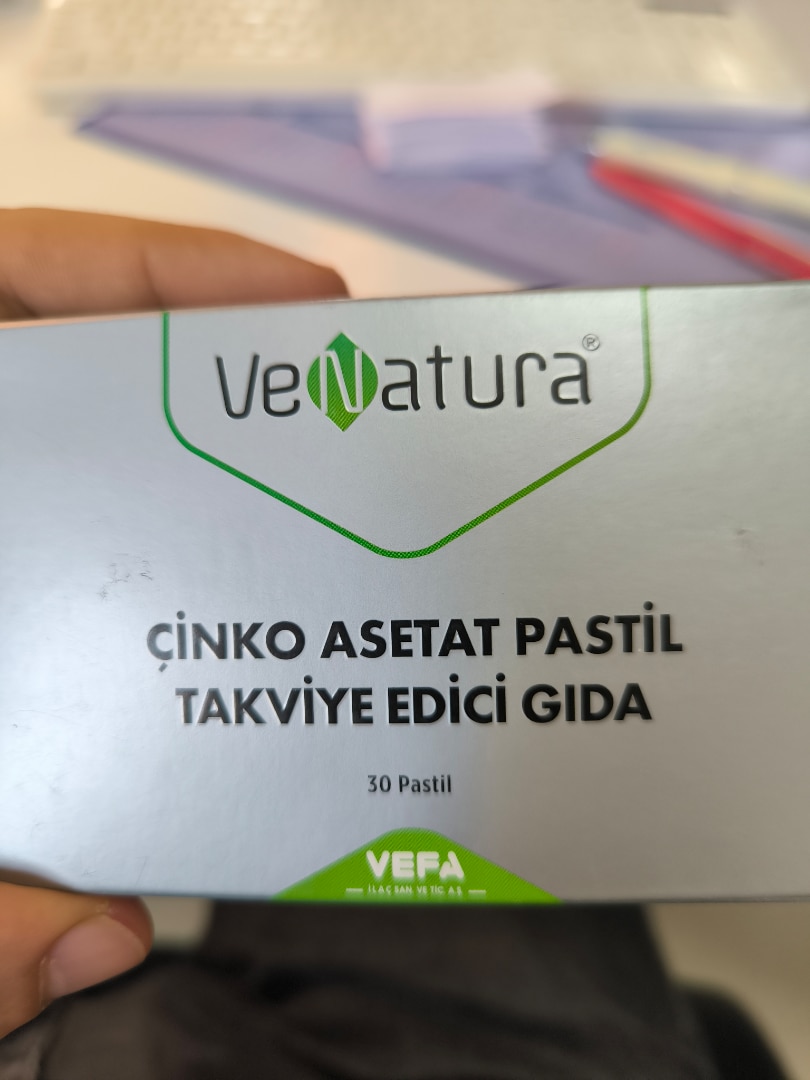 VeNatura®
ÇİNKO ASETAT PASTİL
TAKVİYE EDİCİ GIDA
30 Pastil
VEFA
İLAÇ SAN. VE TİC. A.Ş.